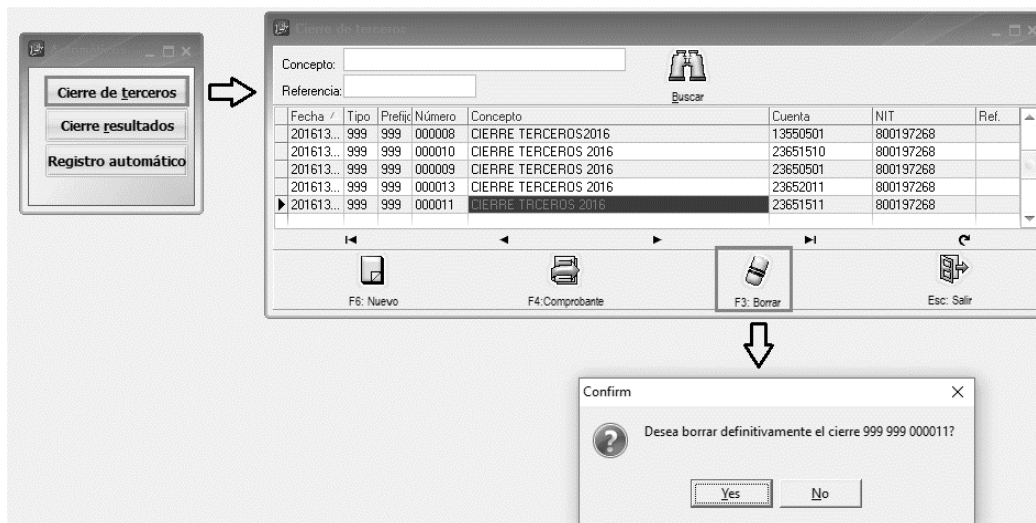 Automáticos
Cierre de terceros
Cierre resultados
Registro automático
Cierre de terceros
Concepto:
Referencia:
Buscar
Fecha Tipo Prefijo Número Concepto Cuenta NIT Ref.
201613... 999 999 000008 CIERRE TERCEROS2016 13550501 800197268
201613... 999 999 000010 CIERRE TERCEROS 2016 23651510 800197268
201613... 999 999 000009 CIERRE TERCEROS 2016 23650501 800197268
201613... 999 999 000013 CIERRE TERCEROS 2016 23652011 800197268
201613... 999 999 000011 CIERRE TRCEROS 2016 23651511 800197268
F6: Nuevo F4:Comprobante F3: Borrar Esc: Salir
Confirm
Desea borrar definitivamente el cierre 999 999 000011?
Yes No